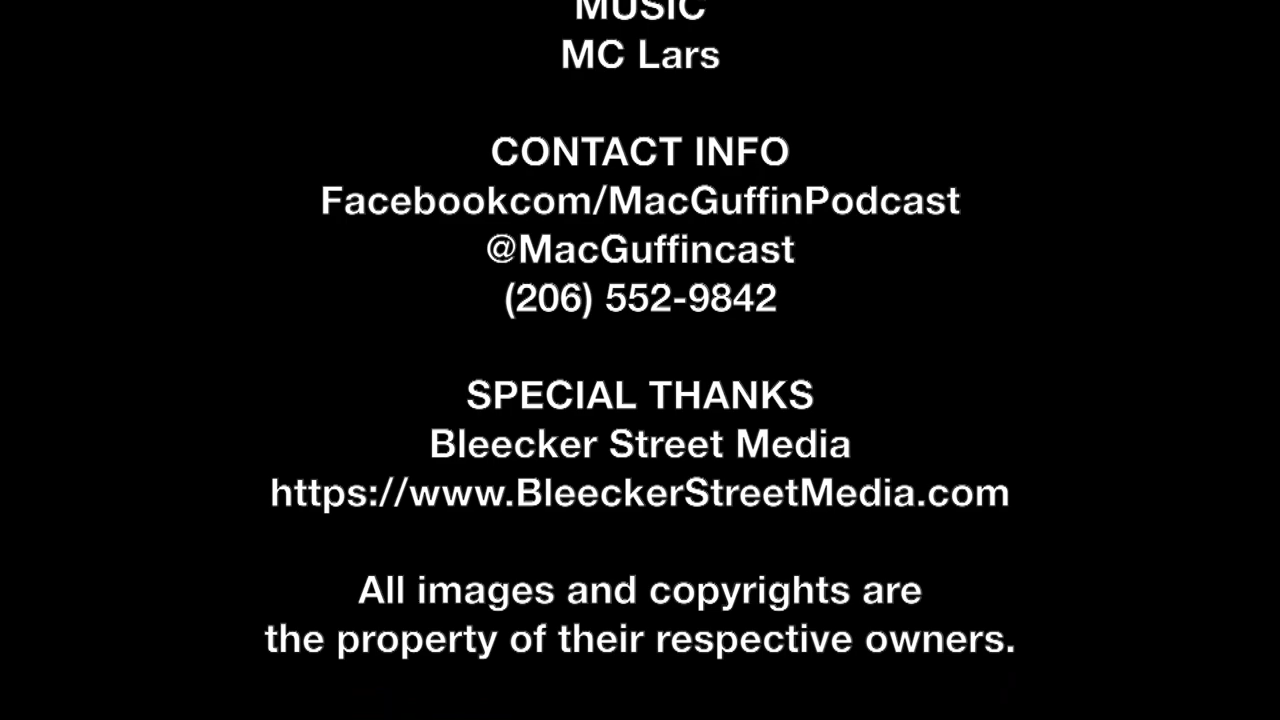 MUSIC
MC Lars
CONTACT INFO
Facebookcom/MacGuffinPodcast
@MacGuffincast
(206) 552-9842
SPECIAL THANKS
Bleecker Street Media
https://www.BleeckerStreetMedia.com
All images and copyrights are
the property of their respective owners.